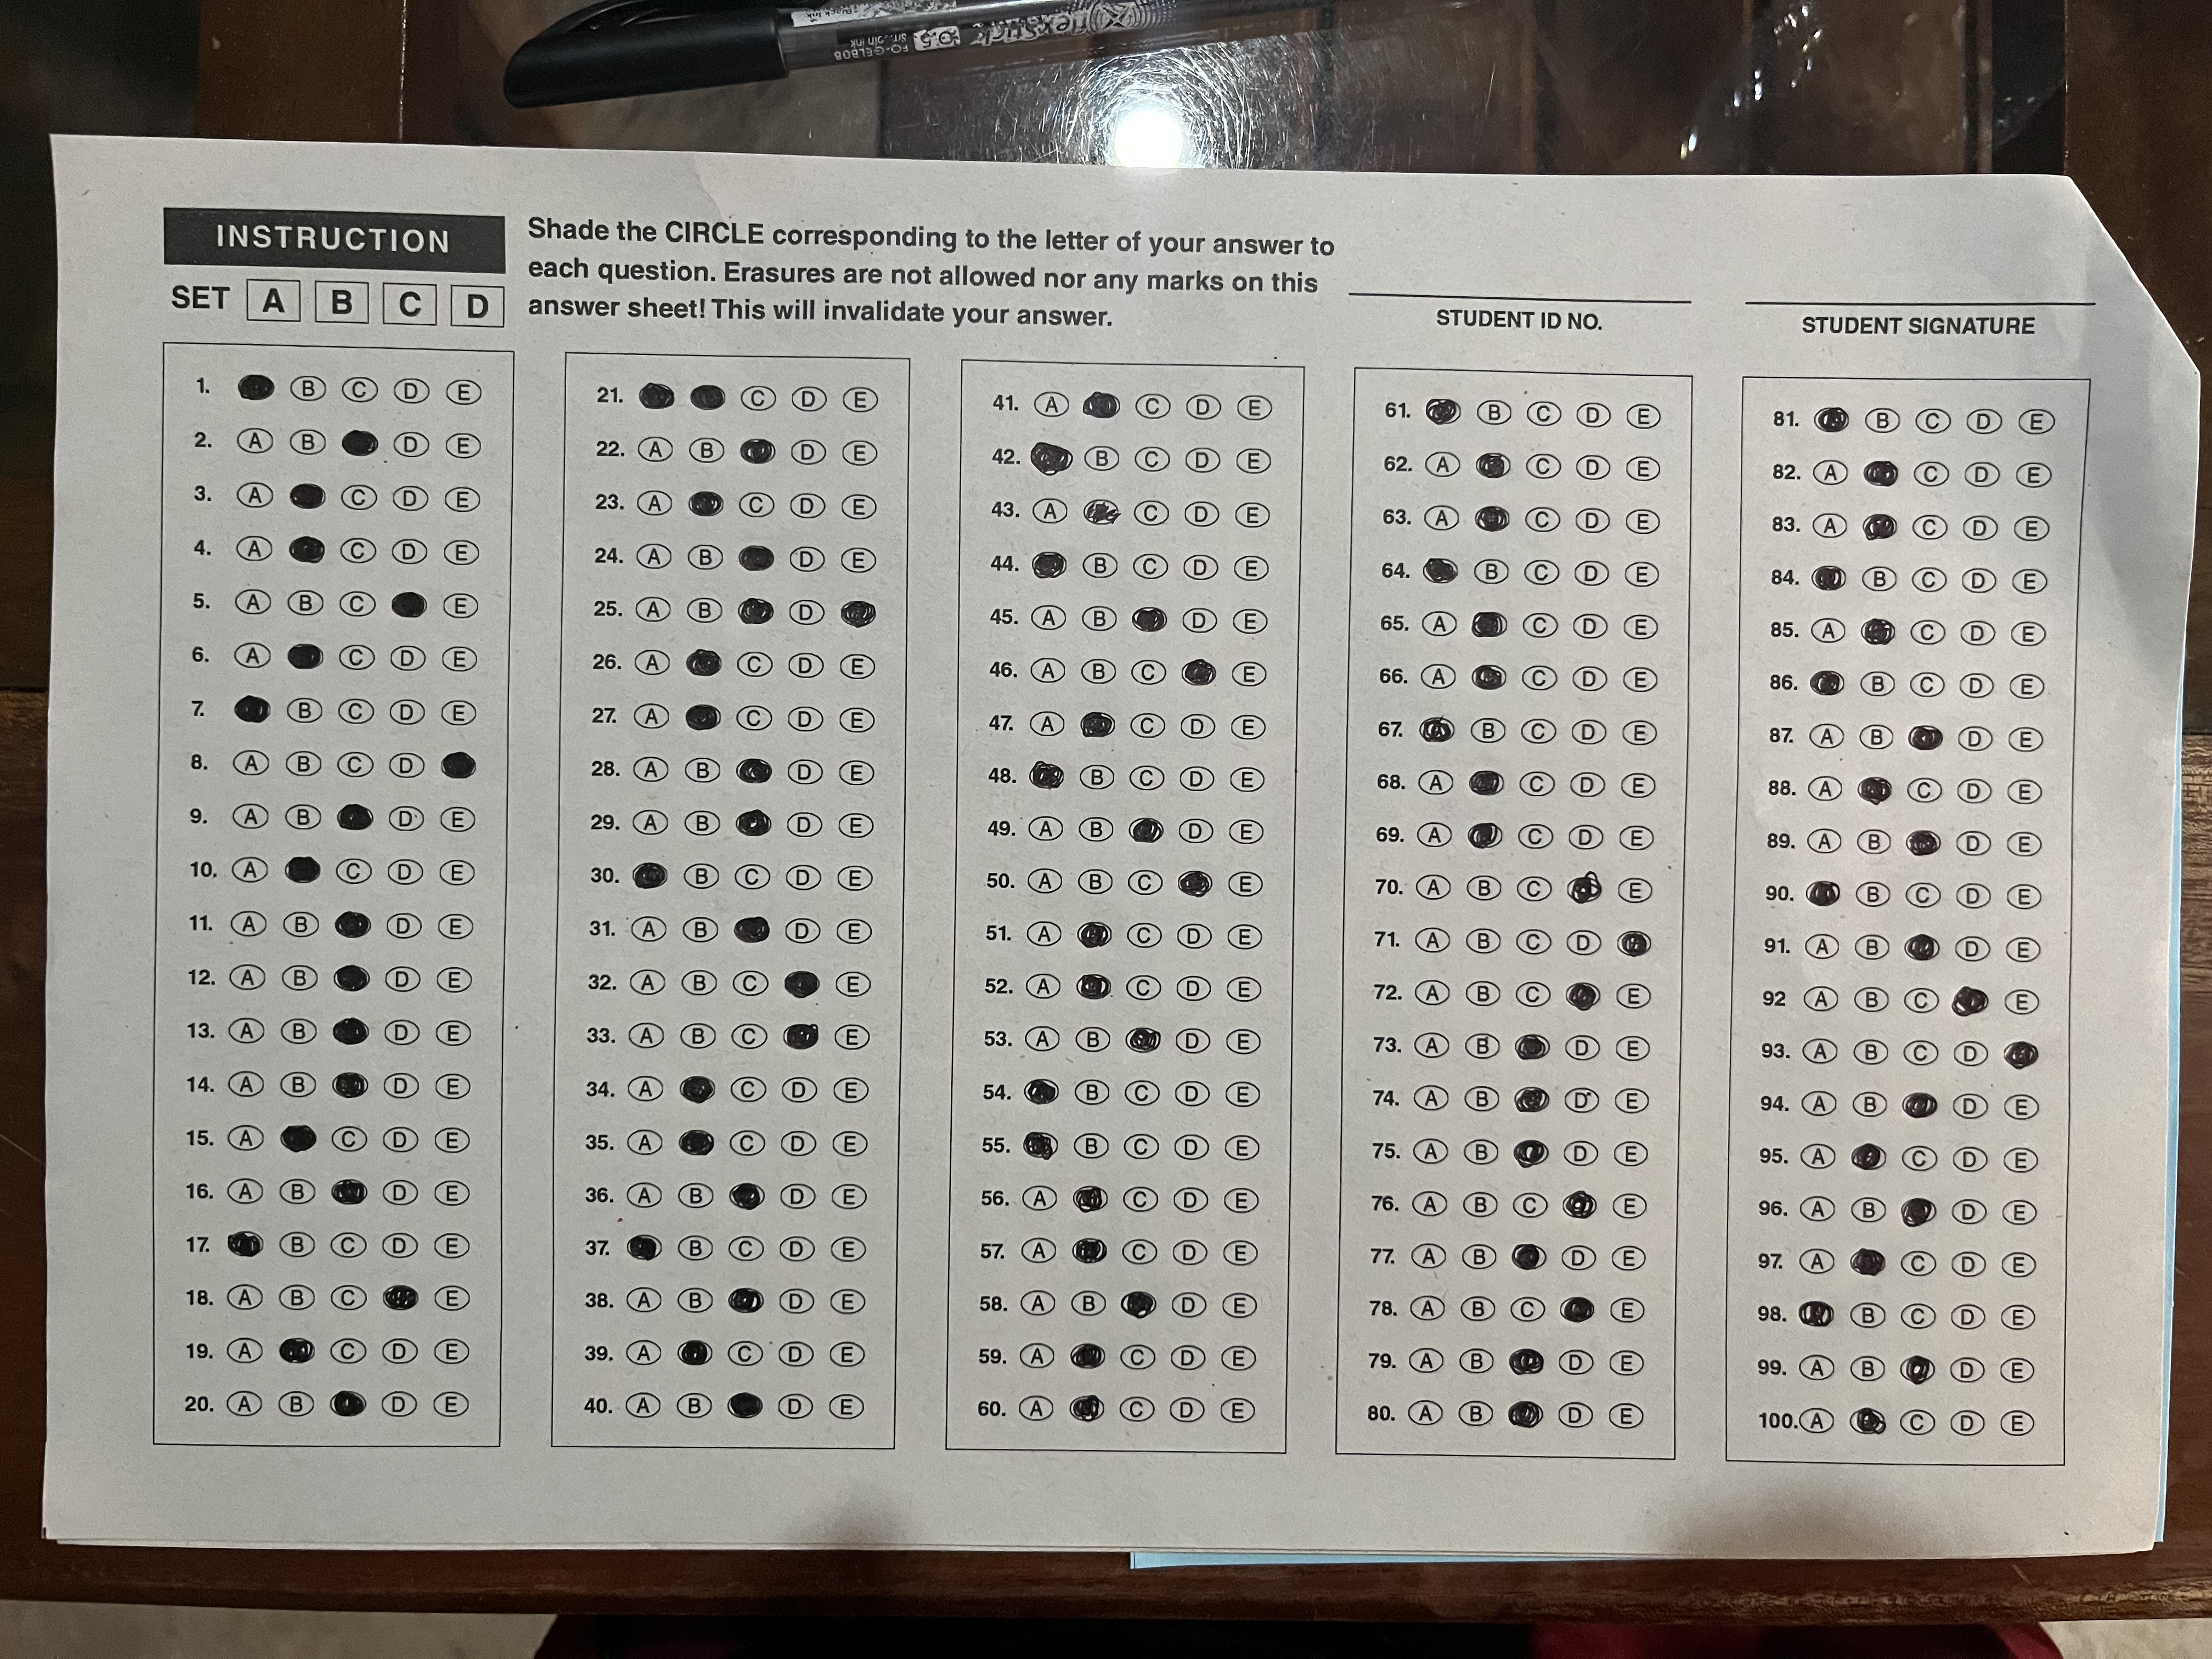 FlexStick 0.5
FO-GELB08
INSTRUCTION
SET A B C D
Shade the CIRCLE corresponding to the letter of your answer to
each question. Erasures are not allowed nor any marks on this
answer sheet! This will invalidate your answer.
STUDENT ID NO.
STUDENT SIGNATURE
1. B C D E
2. A B D E
3. A C D E
4. A C D E
5. A B C E
6. A C D E
7. B C D E
8. A B C D
9. A B D E
10. A C D E
11. A B D E
12. A B D E
13. A B D E
14. A B D E
15. A C D E
16. A B D E
17. B C D E
18. A B C E
19. A C D E
20. A B D E
21. C D E
22. A B D E
23. A C D E
24. A B D E
25. A B D
26. A C D E
27. A C D E
28. A B D E
29. A B D E
30. B C D E
31. A B D E
32. A B C E
33. A B C E
34. A C D E
35. A C D E
36. A B D E
37. B C D E
38. A B D E
39. A C D E
40. A B D E
41. A C D E
42. B C D E
43. A C D E
44. B C D E
45. A B D E
46. A B C E
47. A C D E
48. B C D E
49. A B D E
50. A B C E
51. A C D E
52. A C D E
53. A B D E
54. B C D E
55. B C D E
56. A C D E
57. A C D E
58. A B D E
59. A C D E
60. A C D E
61. B C D E
62. A C D E
63. A C D E
64. B C D E
65. A C D E
66. A C D E
67. A B C D E
68. A C D E
69. A C D E
70. A B C E
71. A B C D
72. A B C E
73. A B D E
74. A B D E
75. A B D E
76. A B C E
77. A B D E
78. A B C E
79. A B D E
80. A B D E
81. B C D E
82. A C D E
83. A C D E
84. B C D E
85. A C D E
86. B C D E
87. A B D E
88. A C D E
89. A B D E
90. B C D E
91. A B D E
92 A B C E
93. A B C D
94. A B D E
95. A C D E
96. A B D E
97. A C D E
98. B C D E
99. A B D E
100. A C D E